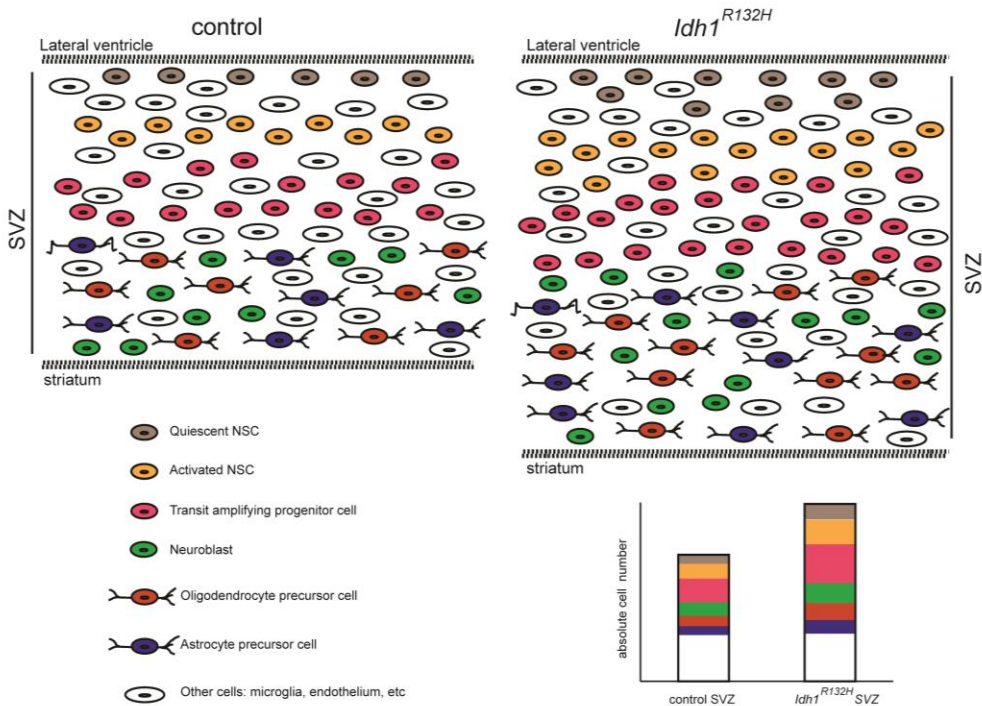 control
Idh1R132H
Lateral ventricle
Lateral ventricle
SVZ
SVZ
striatum
striatum
Quiescent NSC
Activated NSC
Transit amplifying progenitor cell
Neuroblast
Oligodendrocyte precursor cell
Astrocyte precursor cell
Other cells: microglia, endothelium, etc
absolute cell number
control SVZ
Idh1R132H SVZ